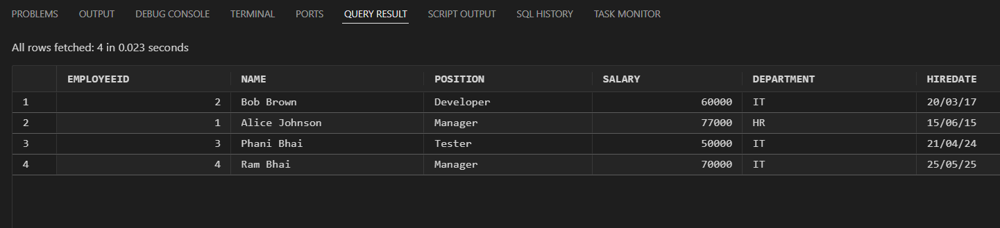 PROBLEMS OUTPUT DEBUG CONSOLE TERMINAL PORTS QUERY RESULT SCRIPT OUTPUT SQL HISTORY TASK MONITOR
All rows fetched: 4 in 0.023 seconds
EMPLOYEEID NAME POSITION SALARY DEPARTMENT HIREDATE
1 2 Bob Brown Developer 60000 IT 20/03/17
2 1 Alice Johnson Manager 77000 HR 15/06/15
3 3 Phani Bhai Tester 50000 IT 21/04/24
4 4 Ram Bhai Manager 70000 IT 25/05/25